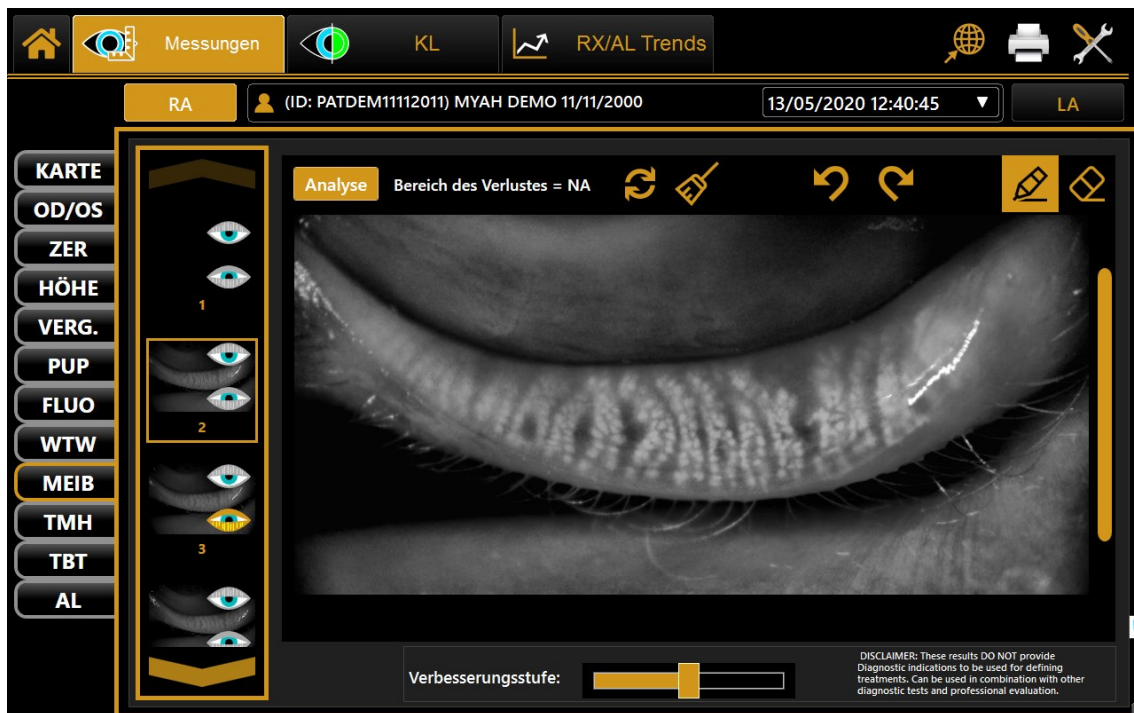 Messungen
KL
RX/AL Trends
RA
(ID: PATDEM11112011) MYAH DEMO 11/11/2000
13/05/2020 12:40:45
LA
KARTE
OD/OS
ZER
HÖHE
VERG.
PUP
FLUO
WTW
MEIB
TMH
TBT
AL
1
2
3
Analyse
Bereich des Verlustes = NA
Verbesserungsstufe:
DISCLAIMER: These results DO NOT provide
Diagnostic indications to be used for defining
treatments. Can be used in combination with other
diagnostic tests and professional evaluation.